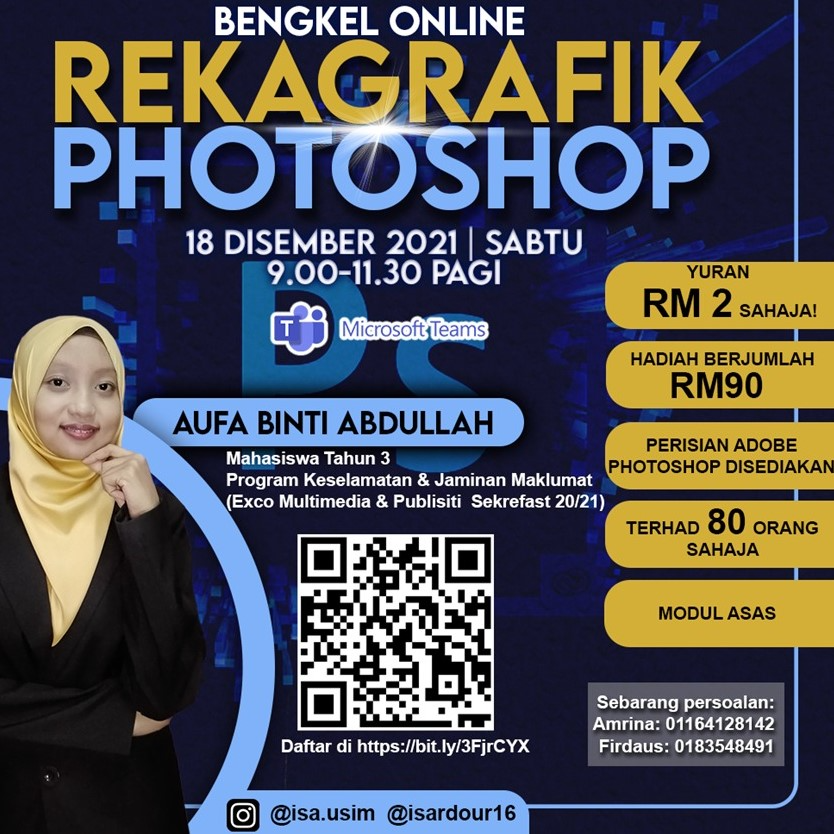 BENGKEL ONLINE
REKAGRAFIK
PHOTOSHOP
18 DISEMBER 2021 | SABTU
9.00-11.30 PAGI
Ps
Microsoft Teams
AUFA BINTI ABDULLAH
Mahasiswa Tahun 3
Program Keselamatan & Jaminan Maklumat
(Exco Multimedia & Publisiti Sekrefast 20/21)
Daftar di https://bit.ly/3FjrCYX
YURAN
RM 2 SAHAJA!
HADIAH BERJUMLAH
RM90
PERISIAN ADOBE
PHOTOSHOP DISEDIAKAN
TERHAD 80 ORANG
SAHAJA
MODUL ASAS
Sebarang persoalan:
Amrina: 01164128142
Firdaus: 0183548491
@isa.usim @isardour16